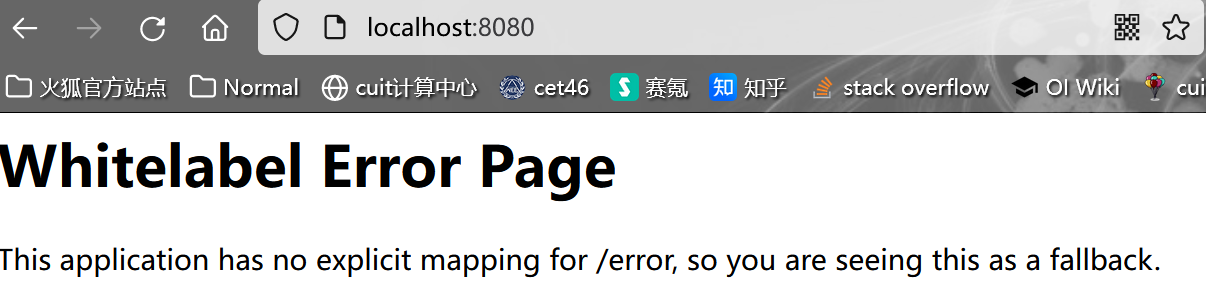 localhost:8080
火狐官方站点 Normal cuit计算中心 cet46 赛氪 知 知乎 stack overflow OI Wiki cui
Whitelabel Error Page
This application has no explicit mapping for /error, so you are seeing this as a fallback.